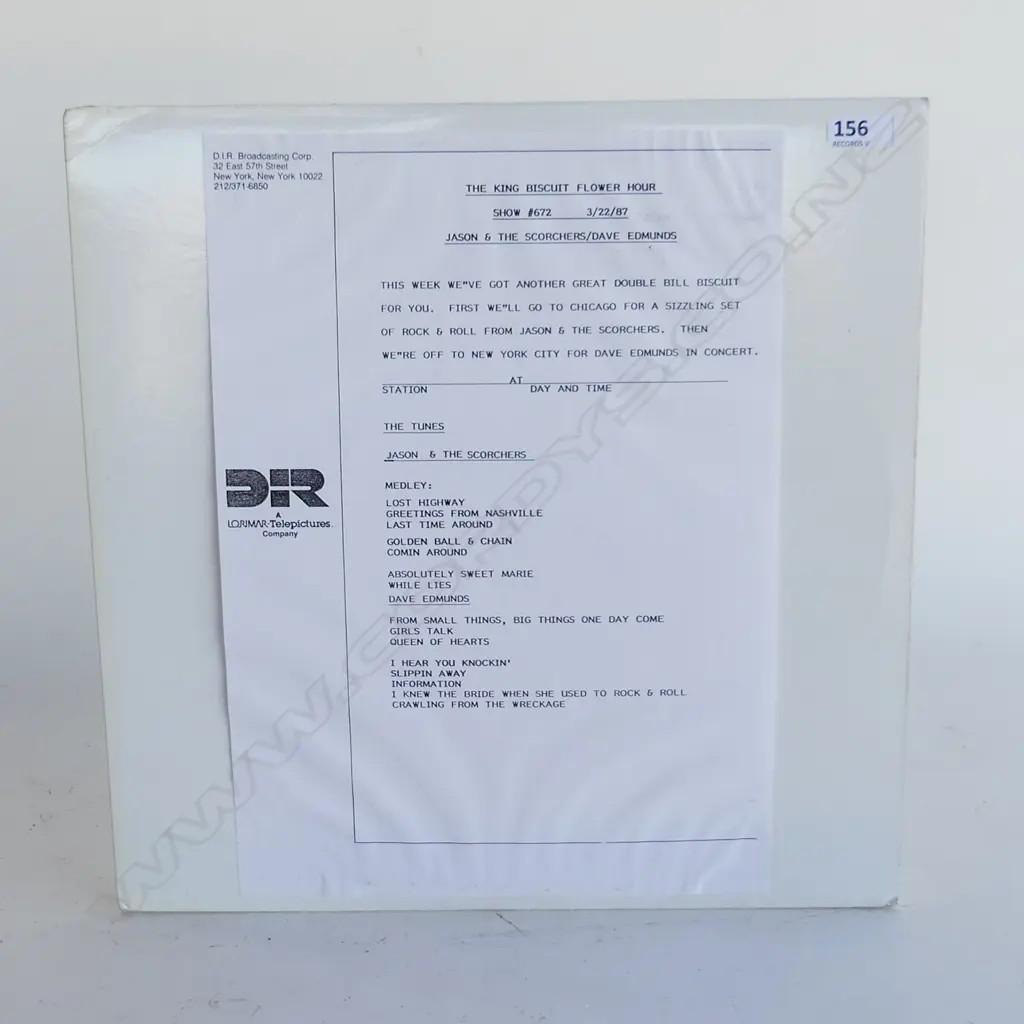 156
RECORDS
D.I.R. Broadcasting Corp.
32 East 57th Street
New York, New York 10022
212/371-6850
THE KING BISCUIT FLOWER HOUR
SHOW #672 3/22/87
JASON & THE SCORCHERS/DAVE EDMUNDS
THIS WEEK WE"VE GOT ANOTHER GREAT DOUBLE BILL BISCUIT
FOR YOU. FIRST WE"LL GO TO CHICAGO FOR A SIZZLING SET
OF ROCK & ROLL FROM JASON & THE SCORCHERS. THEN
WE"RE OFF TO NEW YORK CITY FOR DAVE EDMUNDS IN CONCERT.
AT
STATION DAY AND TIME
THE TUNES
JASON & THE SCORCHERS
MEDLEY:
LOST HIGHWAY
GREETINGS FROM NASHVILLE
LAST TIME AROUND
GOLDEN BALL & CHAIN
COMIN AROUND
ABSOLUTELY SWEET MARIE
WHILE LIES
DAVE EDMUNDS
FROM SMALL THINGS, BIG THINGS ONE DAY COME
GIRLS TALK
QUEEN OF HEARTS
I HEAR YOU KNOCKIN'
SLIPPIN AWAY
INFORMATION
I KNEW THE BRIDE WHEN SHE USED TO ROCK & ROLL
CRAWLING FROM THE WRECKAGE
DIR
A
LORIMAR-Telepictures
Company